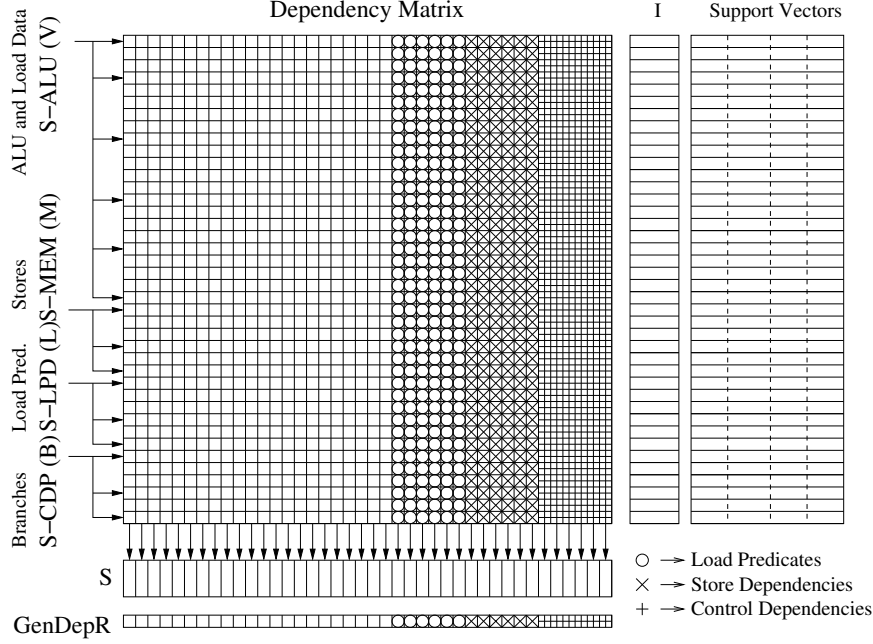 Dependency Matrix
I
Support Vectors
ALU and Load Data
S-ALU (V)
Stores
S-MEM (M)
Load Pred.
S-LPD (L)
Branches
S-CDP (B)
S
GenDepR
Load Predicates
Store Dependencies
Control Dependencies